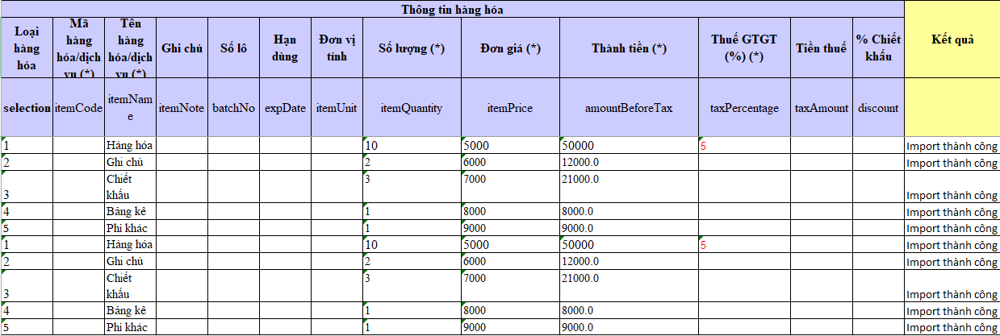 Thông tin hàng hóa
Loại hàng hóa	Mã hàng hóa/dịch vụ (*)	Tên hàng hóa/dịch vụ (*)	Ghi chú	Số lô	Hạn dùng	Đơn vị tính	Số lượng (*)	Đơn giá (*)	Thành tiền (*)	Thuế GTGT (%) (*)	Tiền thuế	% Chiết khấu	Kết quả
selection	itemCode	itemName	itemNote	batchNo	expDate	itemUnit	itemQuantity	itemPrice	amountBeforeTax	taxPercentage	taxAmount	discount
1	Hàng hóa	10	5000	50000	5	Import thành công
2	Ghi chú	2	6000	12000.0	Import thành công
3	Chiết khấu	3	7000	21000.0	Import thành công
4	Bảng kê	1	8000	8000.0	Import thành công
5	Phí khác	1	9000	9000.0	Import thành công
1	Hàng hóa	10	5000	50000	5	Import thành công
2	Ghi chú	2	6000	12000.0	Import thành công
3	Chiết khấu	3	7000	21000.0	Import thành công
4	Bảng kê	1	8000	8000.0	Import thành công
5	Phí khác	1	9000	9000.0	Import thành công